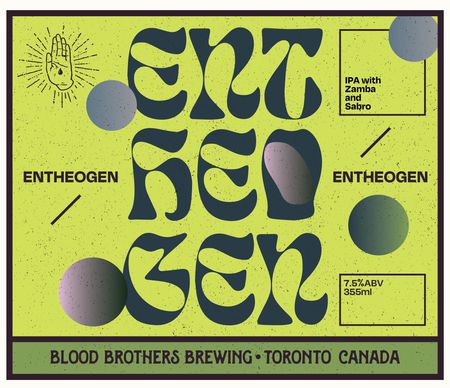 ENT
HEO
GEN
IPA with
Zamba
and
Sabro
ENTHEOGEN
ENTHEOGEN
7.5%ABV
355ml
BLOOD BROTHERS BREWING • TORONTO CANADA